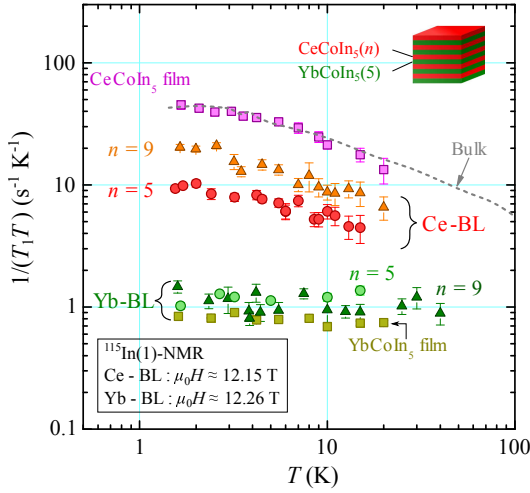 100
10
1
0.1
1
10
100
1/(T₁T) (s⁻¹ K⁻¹)
T (K)
CeCoIn₅(n)
YbCoIn₅(5)
CeCoIn₅ film
Bulk
n = 9
n = 5
Ce-BL
n = 5
n = 9
Yb-BL
YbCoIn₅ film
¹¹⁵In(1)-NMR
Ce - BL : μ₀H ≈ 12.15 T
Yb - BL : μ₀H ≈ 12.26 T